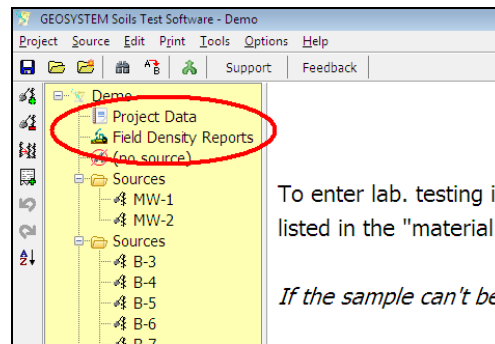 GEOSYSTEM Soils Test Software - Demo
Project Source Edit Print Tools Options Help
Support Feedback
Demo
Project Data
Field Density Reports
(no source)
Sources
MW-1
MW-2
Sources
B-3
B-4
B-5
B-6
B-7
To enter lab. testing i
listed in the "material
If the sample can't be